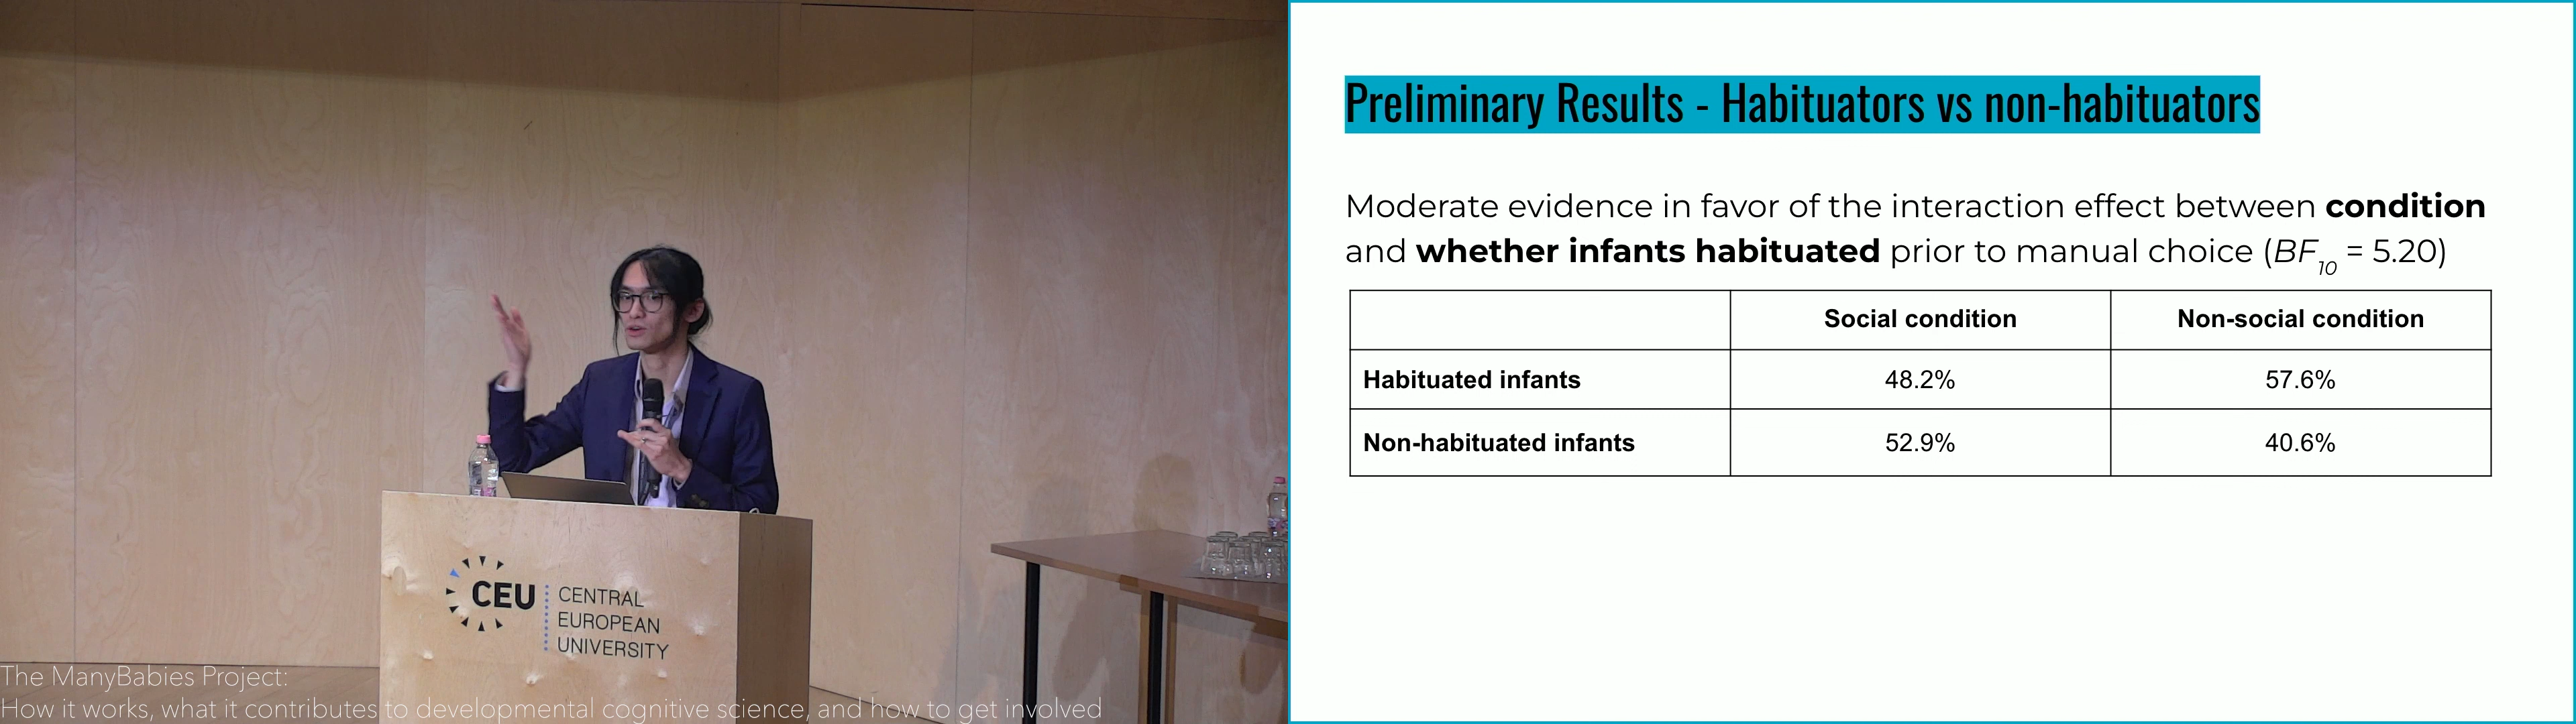 CEU
CENTRAL
EUROPEAN
UNIVERSITY
The ManyBabies Project:
How it works, what it contributes to developmental cognitive science, and how to get involved
Preliminary Results - Habituators vs non-habituators
Moderate evidence in favor of the interaction effect between condition
and whether infants habituated prior to manual choice (BF10 = 5.20)
Social condition Non-social condition
Habituated infants 48.2% 57.6%
Non-habituated infants 52.9% 40.6%